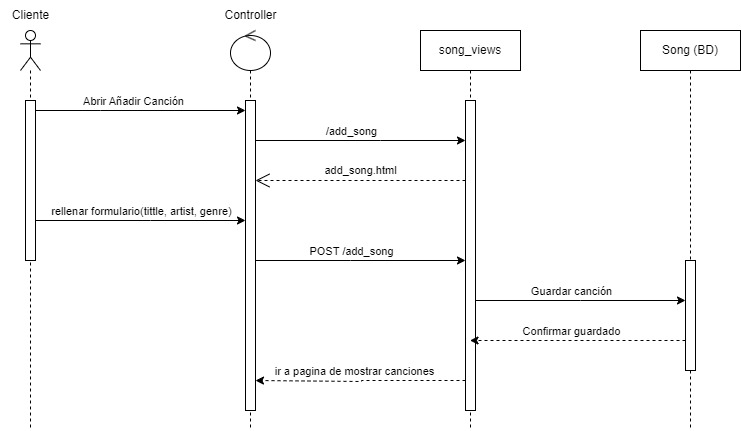 Cliente
Controller
song_views
Song (BD)
Abrir Añadir Canción
/add_song
add_song.html
rellenar formulario(tittle, artist, genre)
POST /add_song
Guardar canción
Confirmar guardado
ir a pagina de mostrar canciones